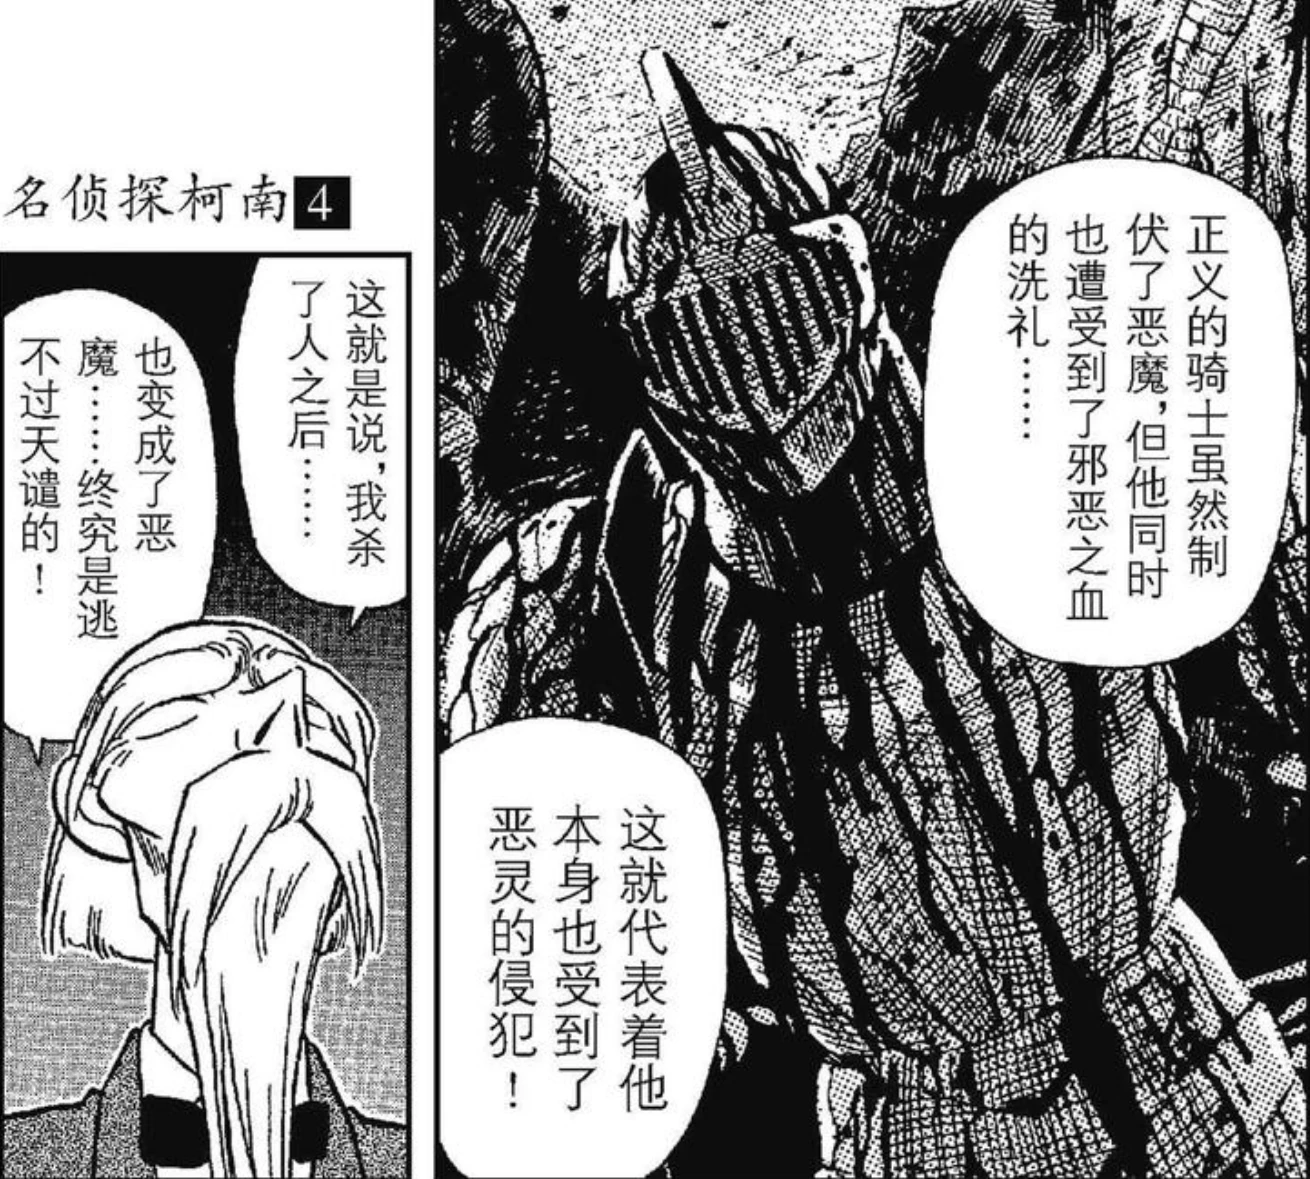 正义的骑士虽然制
伏了恶魔，但他同时
也遭受到了邪恶之血
的洗礼……
这就代表着他
本身也受到了
恶灵的侵犯！
名侦探柯南4
这就是说，我杀
了人之后……
也变成了恶
魔……终究是逃
不过天谴的！